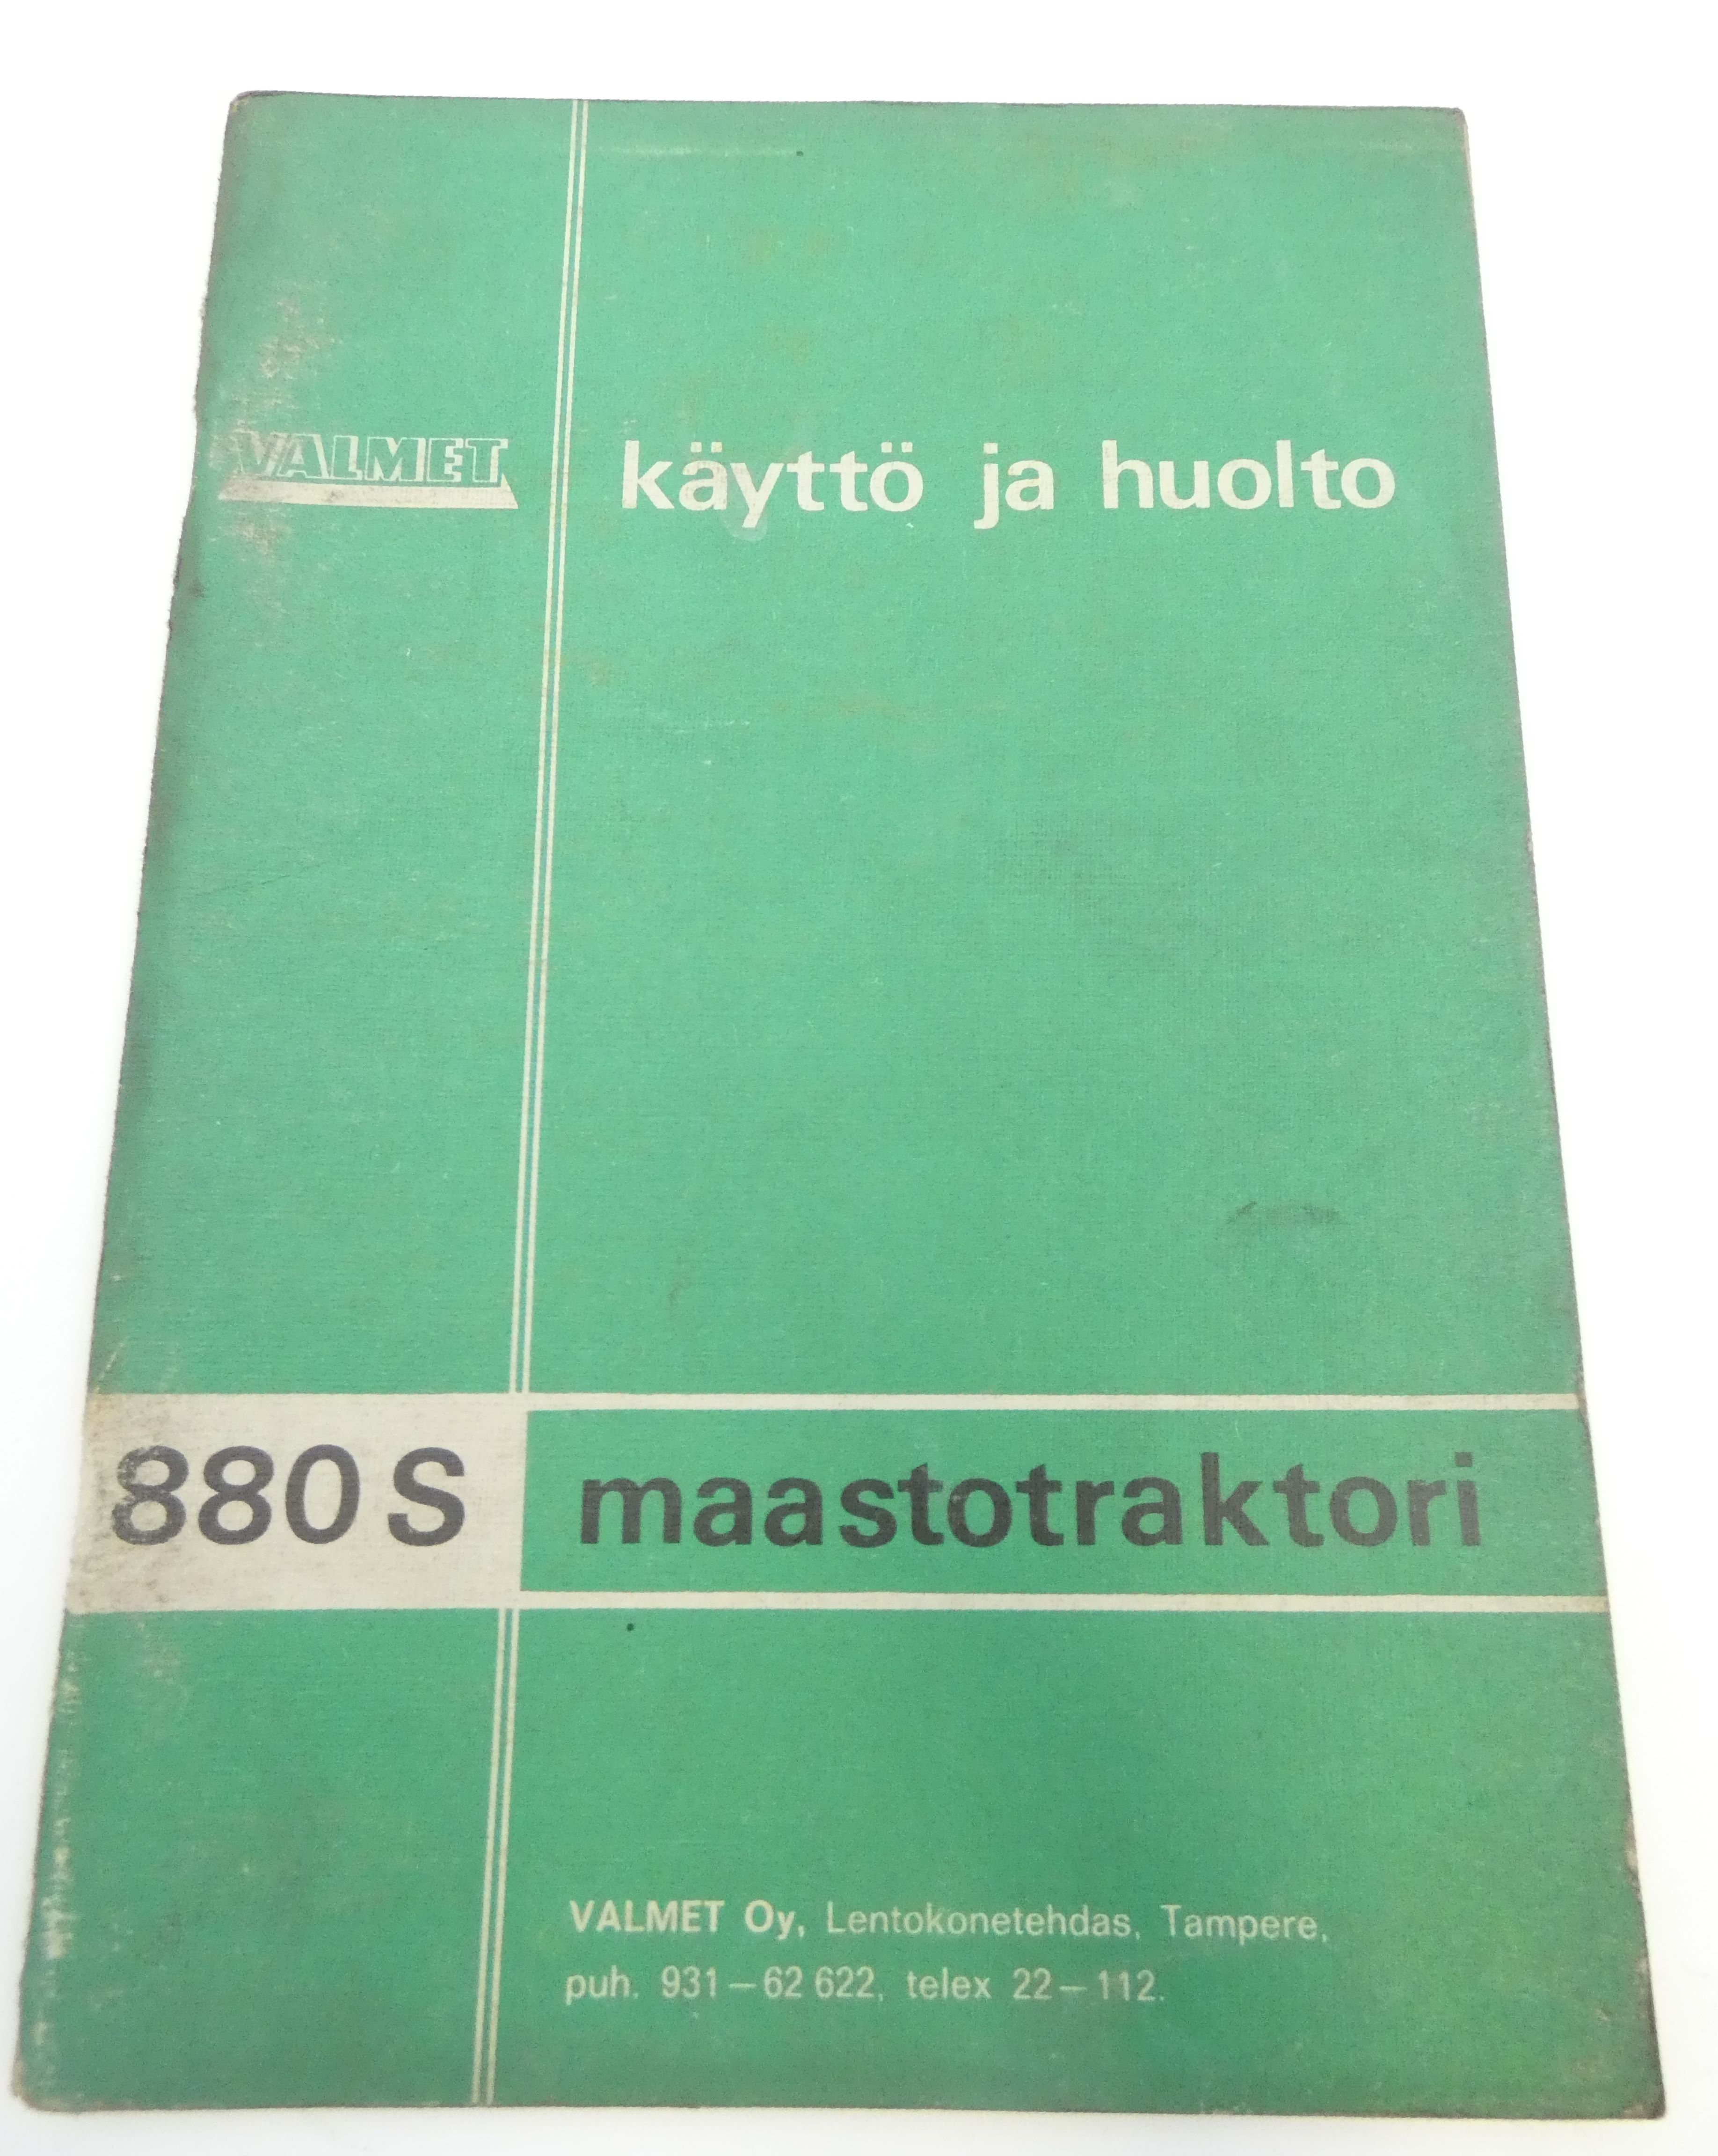 VALMET
käyttö ja huolto
880 S maastotraktori
VALMET Oy, Lentokonetehdas, Tampere,
puh. 931–62 622, telex 22–112.